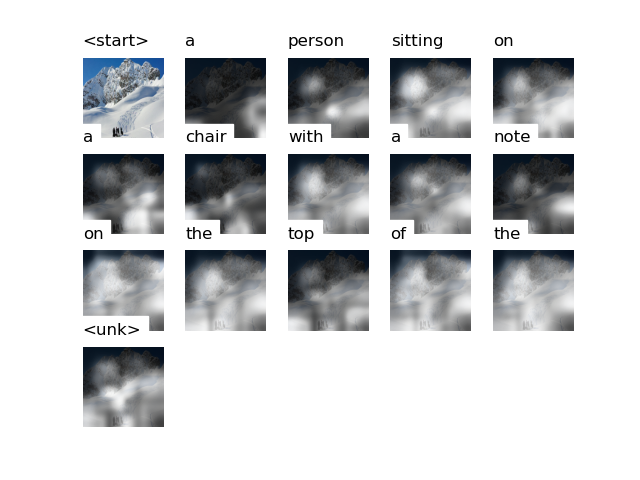 <start> a person sitting on
a chair with a note
on the top of the
<unk>